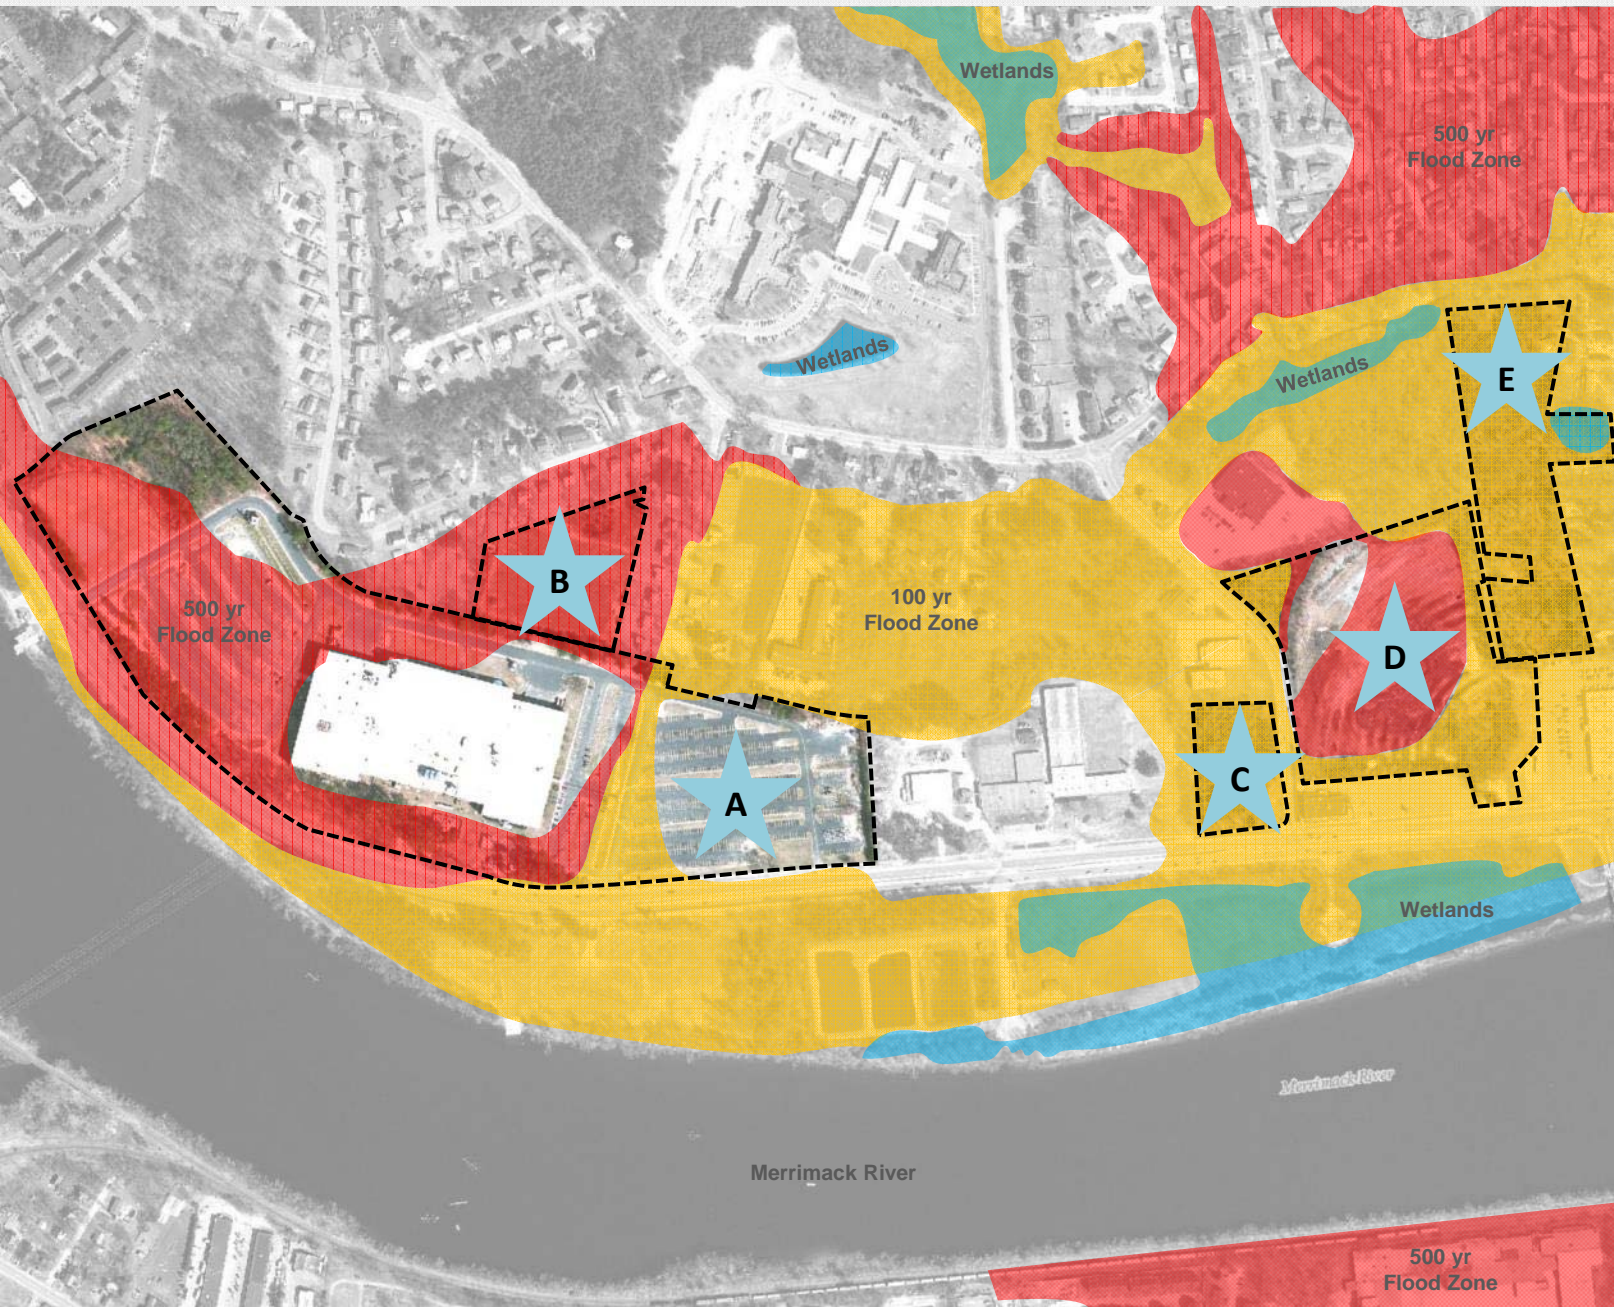 Wetlands
500 yr
Flood Zone
Wetlands
Wetlands
E
B
500 yr
Flood Zone
100 yr
Flood Zone
D
C
A
Wetlands
Merrimack River
Merrimack River
500 yr
Flood Zone